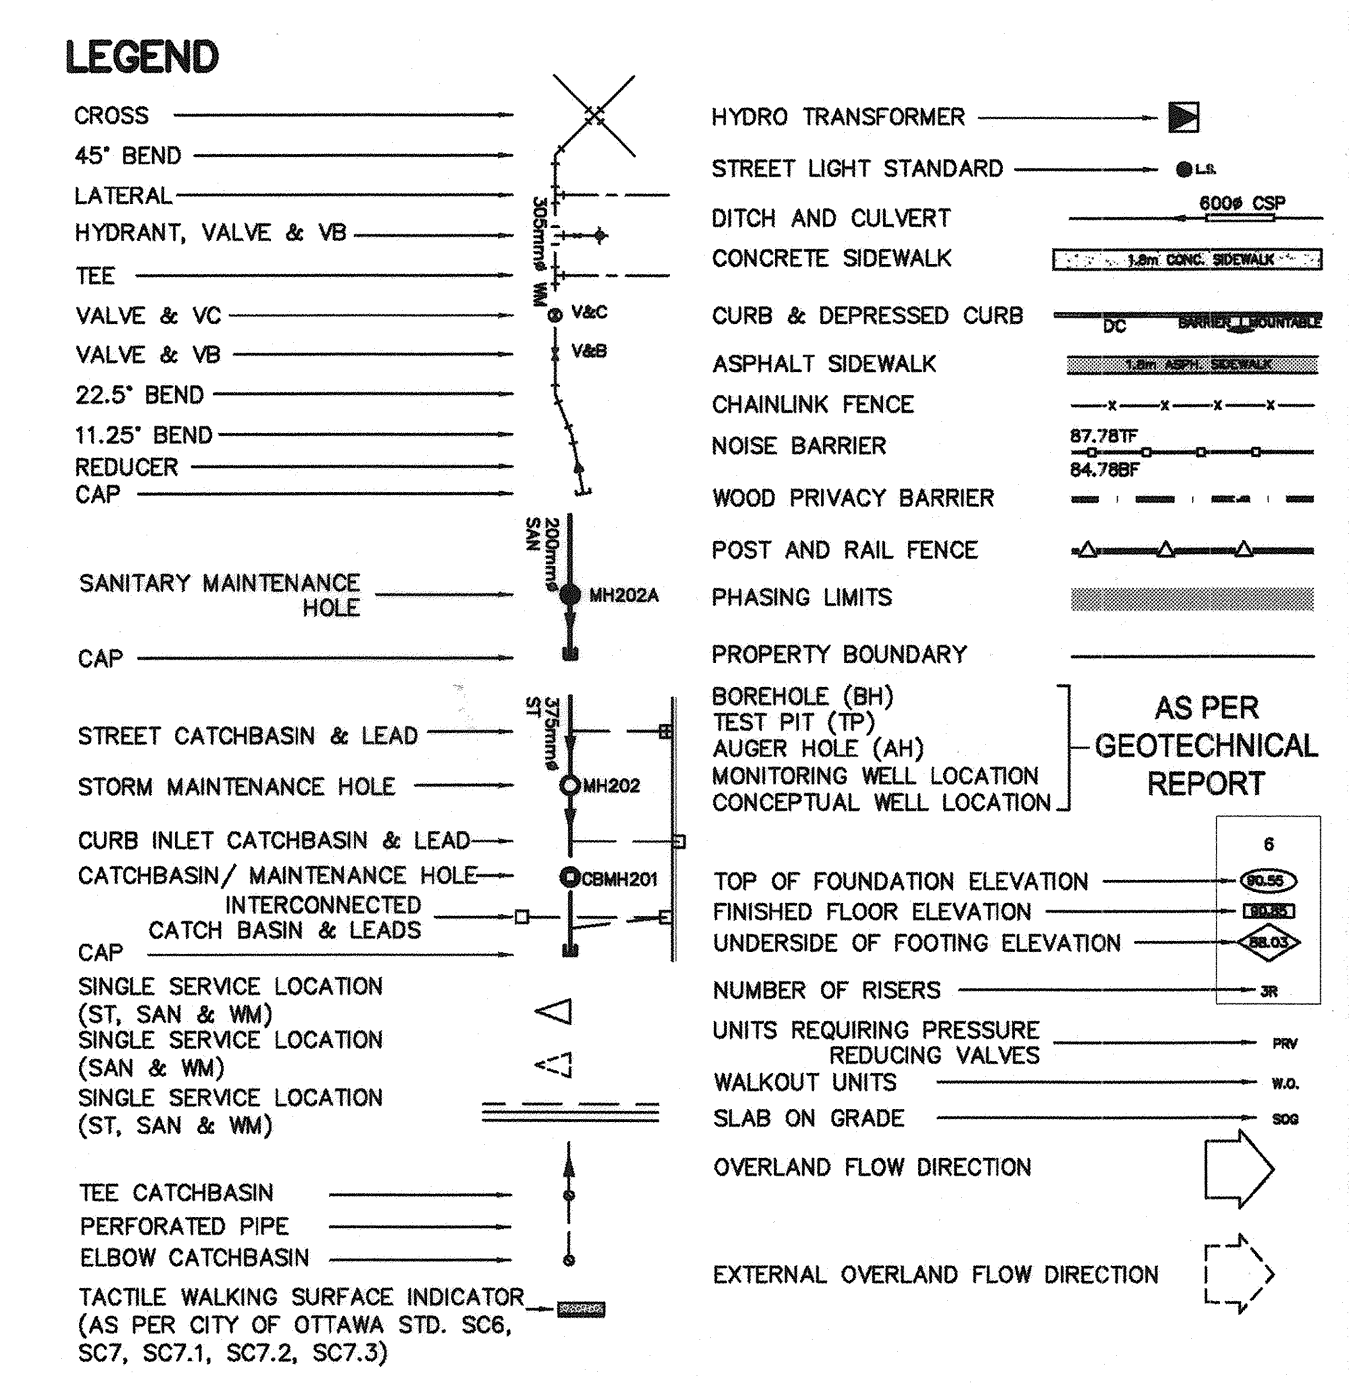 LEGEND
CROSS
45° BEND
LATERAL
HYDRANT, VALVE & VB
TEE
VALVE & VC
VALVE & VB
22.5° BEND
11.25° BEND
REDUCER
CAP
305mmø WM
V&C
V&B
200mmø
SAN
SANITARY MAINTENANCE
HOLE
MH202A
CAP
375mmø
ST
STREET CATCHBASIN & LEAD
STORM MAINTENANCE HOLE
MH202
CURB INLET CATCHBASIN & LEAD
CATCHBASIN/ MAINTENANCE HOLE
CBMH201
INTERCONNECTED
CATCH BASIN & LEADS
CAP
SINGLE SERVICE LOCATION
(ST, SAN & WM)
SINGLE SERVICE LOCATION
(SAN & WM)
SINGLE SERVICE LOCATION
(ST, SAN & WM)
TEE CATCHBASIN
PERFORATED PIPE
ELBOW CATCHBASIN
TACTILE WALKING SURFACE INDICATOR
(AS PER CITY OF OTTAWA STD. SC6,
SC7, SC7.1, SC7.2, SC7.3)
HYDRO TRANSFORMER
STREET LIGHT STANDARD
L.S.
DITCH AND CULVERT
600ø CSP
CONCRETE SIDEWALK
1.8m CONC. SIDEWALK
CURB & DEPRESSED CURB
DC
BARRIER
MOUNTABLE
ASPHALT SIDEWALK
1.8m ASPH. SIDEWALK
CHAINLINK FENCE
NOISE BARRIER
87.78TF
84.78BF
WOOD PRIVACY BARRIER
POST AND RAIL FENCE
PHASING LIMITS
PROPERTY BOUNDARY
BOREHOLE (BH)
TEST PIT (TP)
AUGER HOLE (AH)
MONITORING WELL LOCATION
CONCEPTUAL WELL LOCATION
AS PER
GEOTECHNICAL
REPORT
6
TOP OF FOUNDATION ELEVATION
90.55
FINISHED FLOOR ELEVATION
90.85
UNDERSIDE OF FOOTING ELEVATION
88.03
NUMBER OF RISERS
3R
UNITS REQUIRING PRESSURE
REDUCING VALVES
PRV
WALKOUT UNITS
W.O.
SLAB ON GRADE
SOG
OVERLAND FLOW DIRECTION
EXTERNAL OVERLAND FLOW DIRECTION